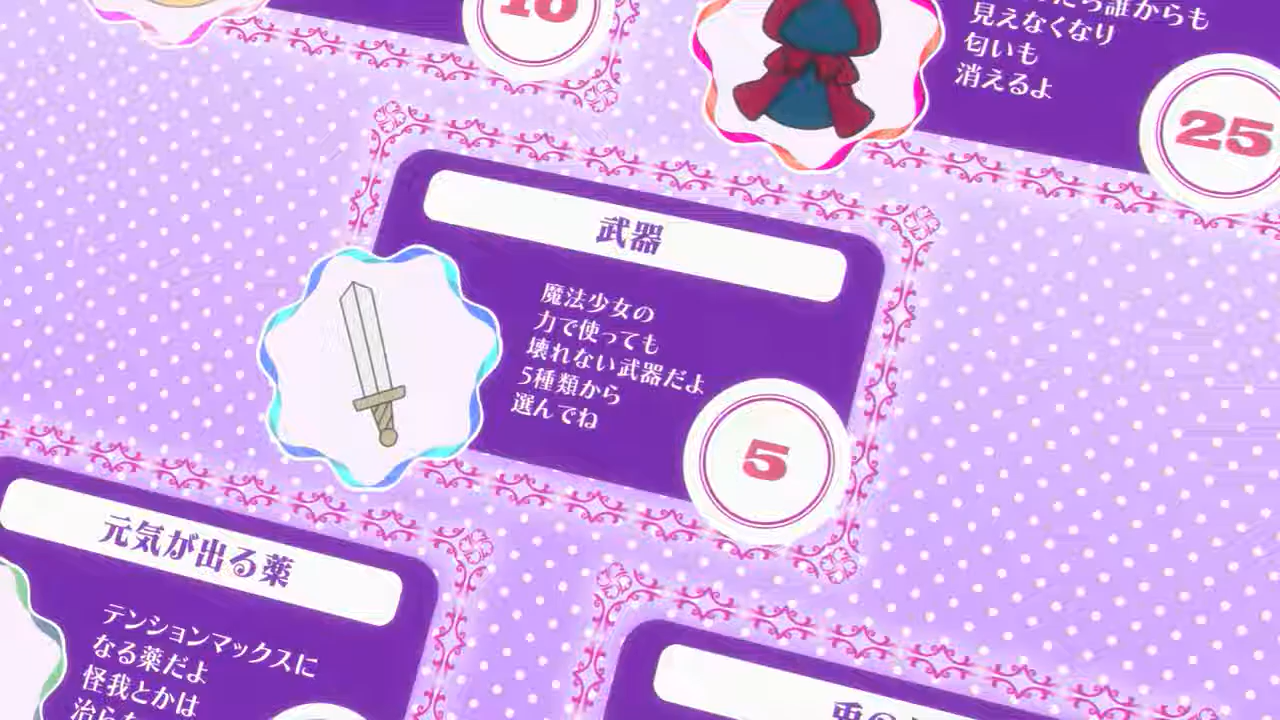 10
見えなくなり
匂いも
消えるよ
25
武器
魔法少女の
力で使っても
壊れない武器だよ
5種類から
選んでね
5
元気が出る薬
テンションマックスに
なる薬だよ
怪我とかは